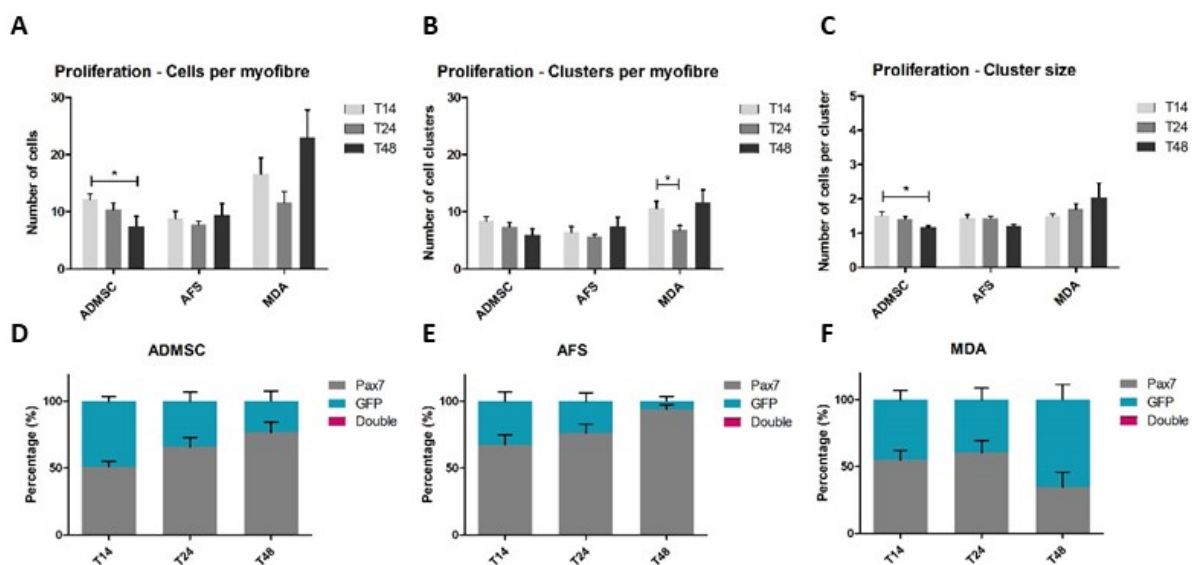 A
Proliferation - Cells per myofibre
Number of cells
30
20
10
0
*
ADMSC
AFS
MDA
T14
T24
T48
B
Proliferation - Clusters per myofibre
Number of cell clusters
30
20
10
0
*
ADMSC
AFS
MDA
T14
T24
T48
C
Proliferation - Cluster size
Number of cells per cluster
5
4
3
2
1
0
*
ADMSC
AFS
MDA
T14
T24
T48
D
ADMSC
Percentage (%)
100
50
0
T14
T24
T48
Pax7
GFP
Double
E
AFS
Percentage (%)
100
50
0
T14
T24
T48
Pax7
GFP
Double
F
MDA
Percentage (%)
100
50
0
T14
T24
T48
Pax7
GFP
Double